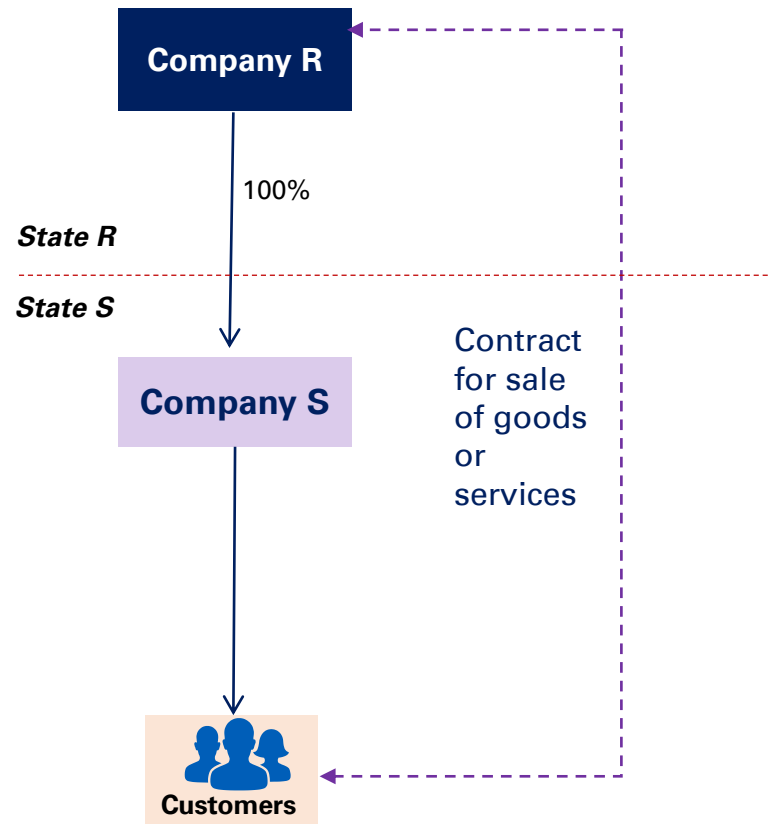 Company R
100%
State R
State S
Company S
Contract
for sale
of goods
or
services
Customers